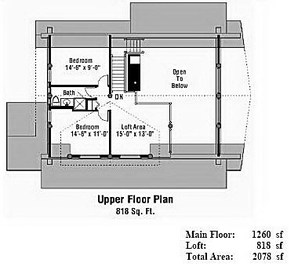 Bedroom
14'-6" x 9'-0"
Open
To
Below
Bath
DN
Bedroom
14'-6" x 11'-0"
Loft Area
15'-0" x 13'-0"
Upper Floor Plan
818 Sq. Ft.
Main Floor: 1260 sf
Loft: 818 sf
Total Area: 2078 sf